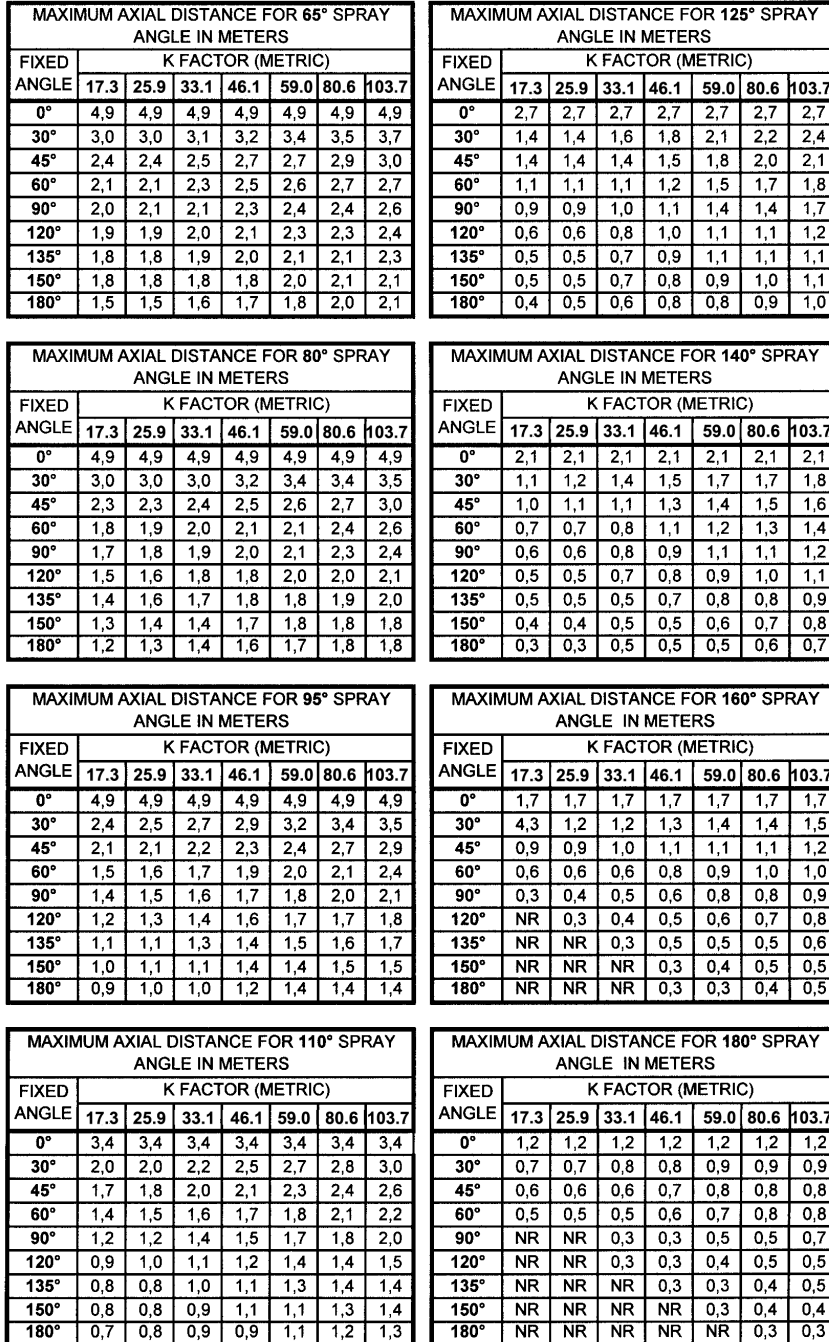 MAXIMUM AXIAL DISTANCE FOR 65° SPRAY
ANGLE IN METERS
FIXED K FACTOR (METRIC)
ANGLE 17.3 25.9 33.1 46.1 59.0 80.6 103.7
0° 4,9 4,9 4,9 4,9 4,9 4,9 4,9
30° 3,0 3,0 3,1 3,2 3,4 3,5 3,7
45° 2,4 2,4 2,5 2,7 2,7 2,9 3,0
60° 2,1 2,1 2,3 2,5 2,6 2,7 2,7
90° 2,0 2,1 2,1 2,3 2,4 2,4 2,6
120° 1,9 1,9 2,0 2,1 2,3 2,3 2,4
135° 1,8 1,8 1,9 2,0 2,1 2,1 2,3
150° 1,8 1,8 1,8 1,8 2,0 2,1 2,1
180° 1,5 1,5 1,6 1,7 1,8 2,0 2,1
MAXIMUM AXIAL DISTANCE FOR 125° SPRAY
ANGLE IN METERS
FIXED K FACTOR (METRIC)
ANGLE 17.3 25.9 33.1 46.1 59.0 80.6 103.7
0° 2,7 2,7 2,7 2,7 2,7 2,7 2,7
30° 1,4 1,4 1,6 1,8 2,1 2,2 2,4
45° 1,4 1,4 1,4 1,5 1,8 2,0 2,1
60° 1,1 1,1 1,1 1,2 1,5 1,7 1,8
90° 0,9 0,9 1,0 1,1 1,4 1,4 1,7
120° 0,6 0,6 0,8 1,0 1,1 1,1 1,2
135° 0,5 0,5 0,7 0,9 1,1 1,1 1,1
150° 0,5 0,5 0,7 0,8 0,9 1,0 1,1
180° 0,4 0,5 0,6 0,8 0,8 0,9 1,0
MAXIMUM AXIAL DISTANCE FOR 80° SPRAY
ANGLE IN METERS
FIXED K FACTOR (METRIC)
ANGLE 17.3 25.9 33.1 46.1 59.0 80.6 103.7
0° 4,9 4,9 4,9 4,9 4,9 4,9 4,9
30° 3,0 3,0 3,0 3,2 3,4 3,4 3,5
45° 2,3 2,3 2,4 2,5 2,6 2,7 3,0
60° 1,8 1,9 2,0 2,1 2,1 2,4 2,6
90° 1,7 1,8 1,9 2,0 2,1 2,3 2,4
120° 1,5 1,6 1,8 1,8 2,0 2,0 2,1
135° 1,4 1,6 1,7 1,8 1,8 1,9 2,0
150° 1,3 1,4 1,4 1,7 1,8 1,8 1,8
180° 1,2 1,3 1,4 1,6 1,7 1,8 1,8
MAXIMUM AXIAL DISTANCE FOR 140° SPRAY
ANGLE IN METERS
FIXED K FACTOR (METRIC)
ANGLE 17.3 25.9 33.1 46.1 59.0 80.6 103.7
0° 2,1 2,1 2,1 2,1 2,1 2,1 2,1
30° 1,1 1,2 1,4 1,5 1,7 1,7 1,8
45° 1,0 1,1 1,1 1,3 1,4 1,5 1,6
60° 0,7 0,7 0,8 1,1 1,2 1,3 1,4
90° 0,6 0,6 0,8 0,9 1,1 1,1 1,2
120° 0,5 0,5 0,7 0,8 0,9 1,0 1,1
135° 0,5 0,5 0,5 0,7 0,8 0,8 0,9
150° 0,4 0,4 0,5 0,5 0,6 0,7 0,8
180° 0,3 0,3 0,5 0,5 0,5 0,6 0,7
MAXIMUM AXIAL DISTANCE FOR 95° SPRAY
ANGLE IN METERS
FIXED K FACTOR (METRIC)
ANGLE 17.3 25.9 33.1 46.1 59.0 80.6 103.7
0° 4,9 4,9 4,9 4,9 4,9 4,9 4,9
30° 2,4 2,5 2,7 2,9 3,2 3,4 3,5
45° 2,1 2,1 2,2 2,3 2,4 2,7 2,9
60° 1,5 1,6 1,7 1,9 2,0 2,1 2,4
90° 1,4 1,5 1,6 1,7 1,8 2,0 2,1
120° 1,2 1,3 1,4 1,6 1,7 1,7 1,8
135° 1,1 1,1 1,3 1,4 1,5 1,6 1,7
150° 1,0 1,1 1,1 1,4 1,4 1,5 1,5
180° 0,9 1,0 1,0 1,2 1,4 1,4 1,4
MAXIMUM AXIAL DISTANCE FOR 160° SPRAY
ANGLE IN METERS
FIXED K FACTOR (METRIC)
ANGLE 17.3 25.9 33.1 46.1 59.0 80.6 103.7
0° 1,7 1,7 1,7 1,7 1,7 1,7 1,7
30° 4,3 1,2 1,2 1,3 1,4 1,4 1,5
45° 0,9 0,9 1,0 1,1 1,1 1,1 1,2
60° 0,6 0,6 0,6 0,8 0,9 1,0 1,0
90° 0,3 0,4 0,5 0,6 0,8 0,8 0,9
120° NR 0,3 0,4 0,5 0,6 0,7 0,8
135° NR NR 0,3 0,5 0,5 0,5 0,6
150° NR NR NR 0,3 0,4 0,5 0,5
180° NR NR NR 0,3 0,3 0,4 0,5
MAXIMUM AXIAL DISTANCE FOR 110° SPRAY
ANGLE IN METERS
FIXED K FACTOR (METRIC)
ANGLE 17.3 25.9 33.1 46.1 59.0 80.6 103.7
0° 3,4 3,4 3,4 3,4 3,4 3,4 3,4
30° 2,0 2,0 2,2 2,5 2,7 2,8 3,0
45° 1,7 1,8 2,0 2,1 2,3 2,4 2,6
60° 1,4 1,5 1,6 1,7 1,8 2,1 2,2
90° 1,2 1,2 1,4 1,5 1,7 1,8 2,0
120° 0,9 1,0 1,1 1,2 1,4 1,4 1,5
135° 0,8 0,8 1,0 1,1 1,3 1,4 1,4
150° 0,8 0,8 0,9 1,1 1,1 1,3 1,4
180° 0,7 0,8 0,9 0,9 1,1 1,2 1,3
MAXIMUM AXIAL DISTANCE FOR 180° SPRAY
ANGLE IN METERS
FIXED K FACTOR (METRIC)
ANGLE 17.3 25.9 33.1 46.1 59.0 80.6 103.7
0° 1,2 1,2 1,2 1,2 1,2 1,2 1,2
30° 0,7 0,7 0,8 0,8 0,9 0,9 0,9
45° 0,6 0,6 0,6 0,7 0,8 0,8 0,8
60° 0,5 0,5 0,5 0,6 0,7 0,8 0,8
90° NR NR 0,3 0,3 0,5 0,5 0,7
120° NR NR 0,3 0,3 0,4 0,5 0,5
135° NR NR NR 0,3 0,3 0,4 0,5
150° NR NR NR NR 0,3 0,4 0,4
180° NR NR NR NR NR 0,3 0,3